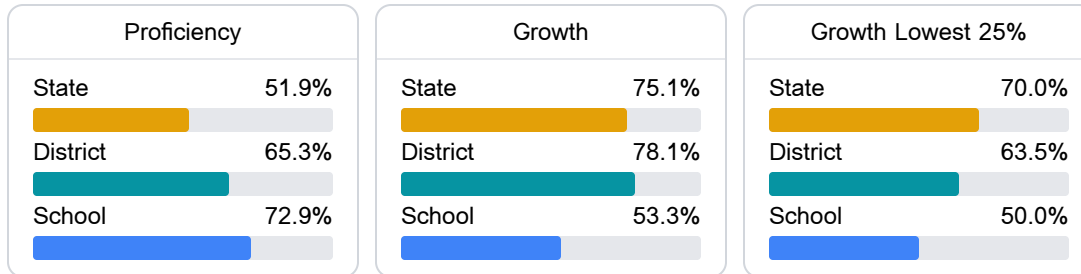 Proficiency
State 51.9%
District 65.3%
School 72.9%
Growth
State 75.1%
District 78.1%
School 53.3%
Growth Lowest 25%
State 70.0%
District 63.5%
School 50.0%